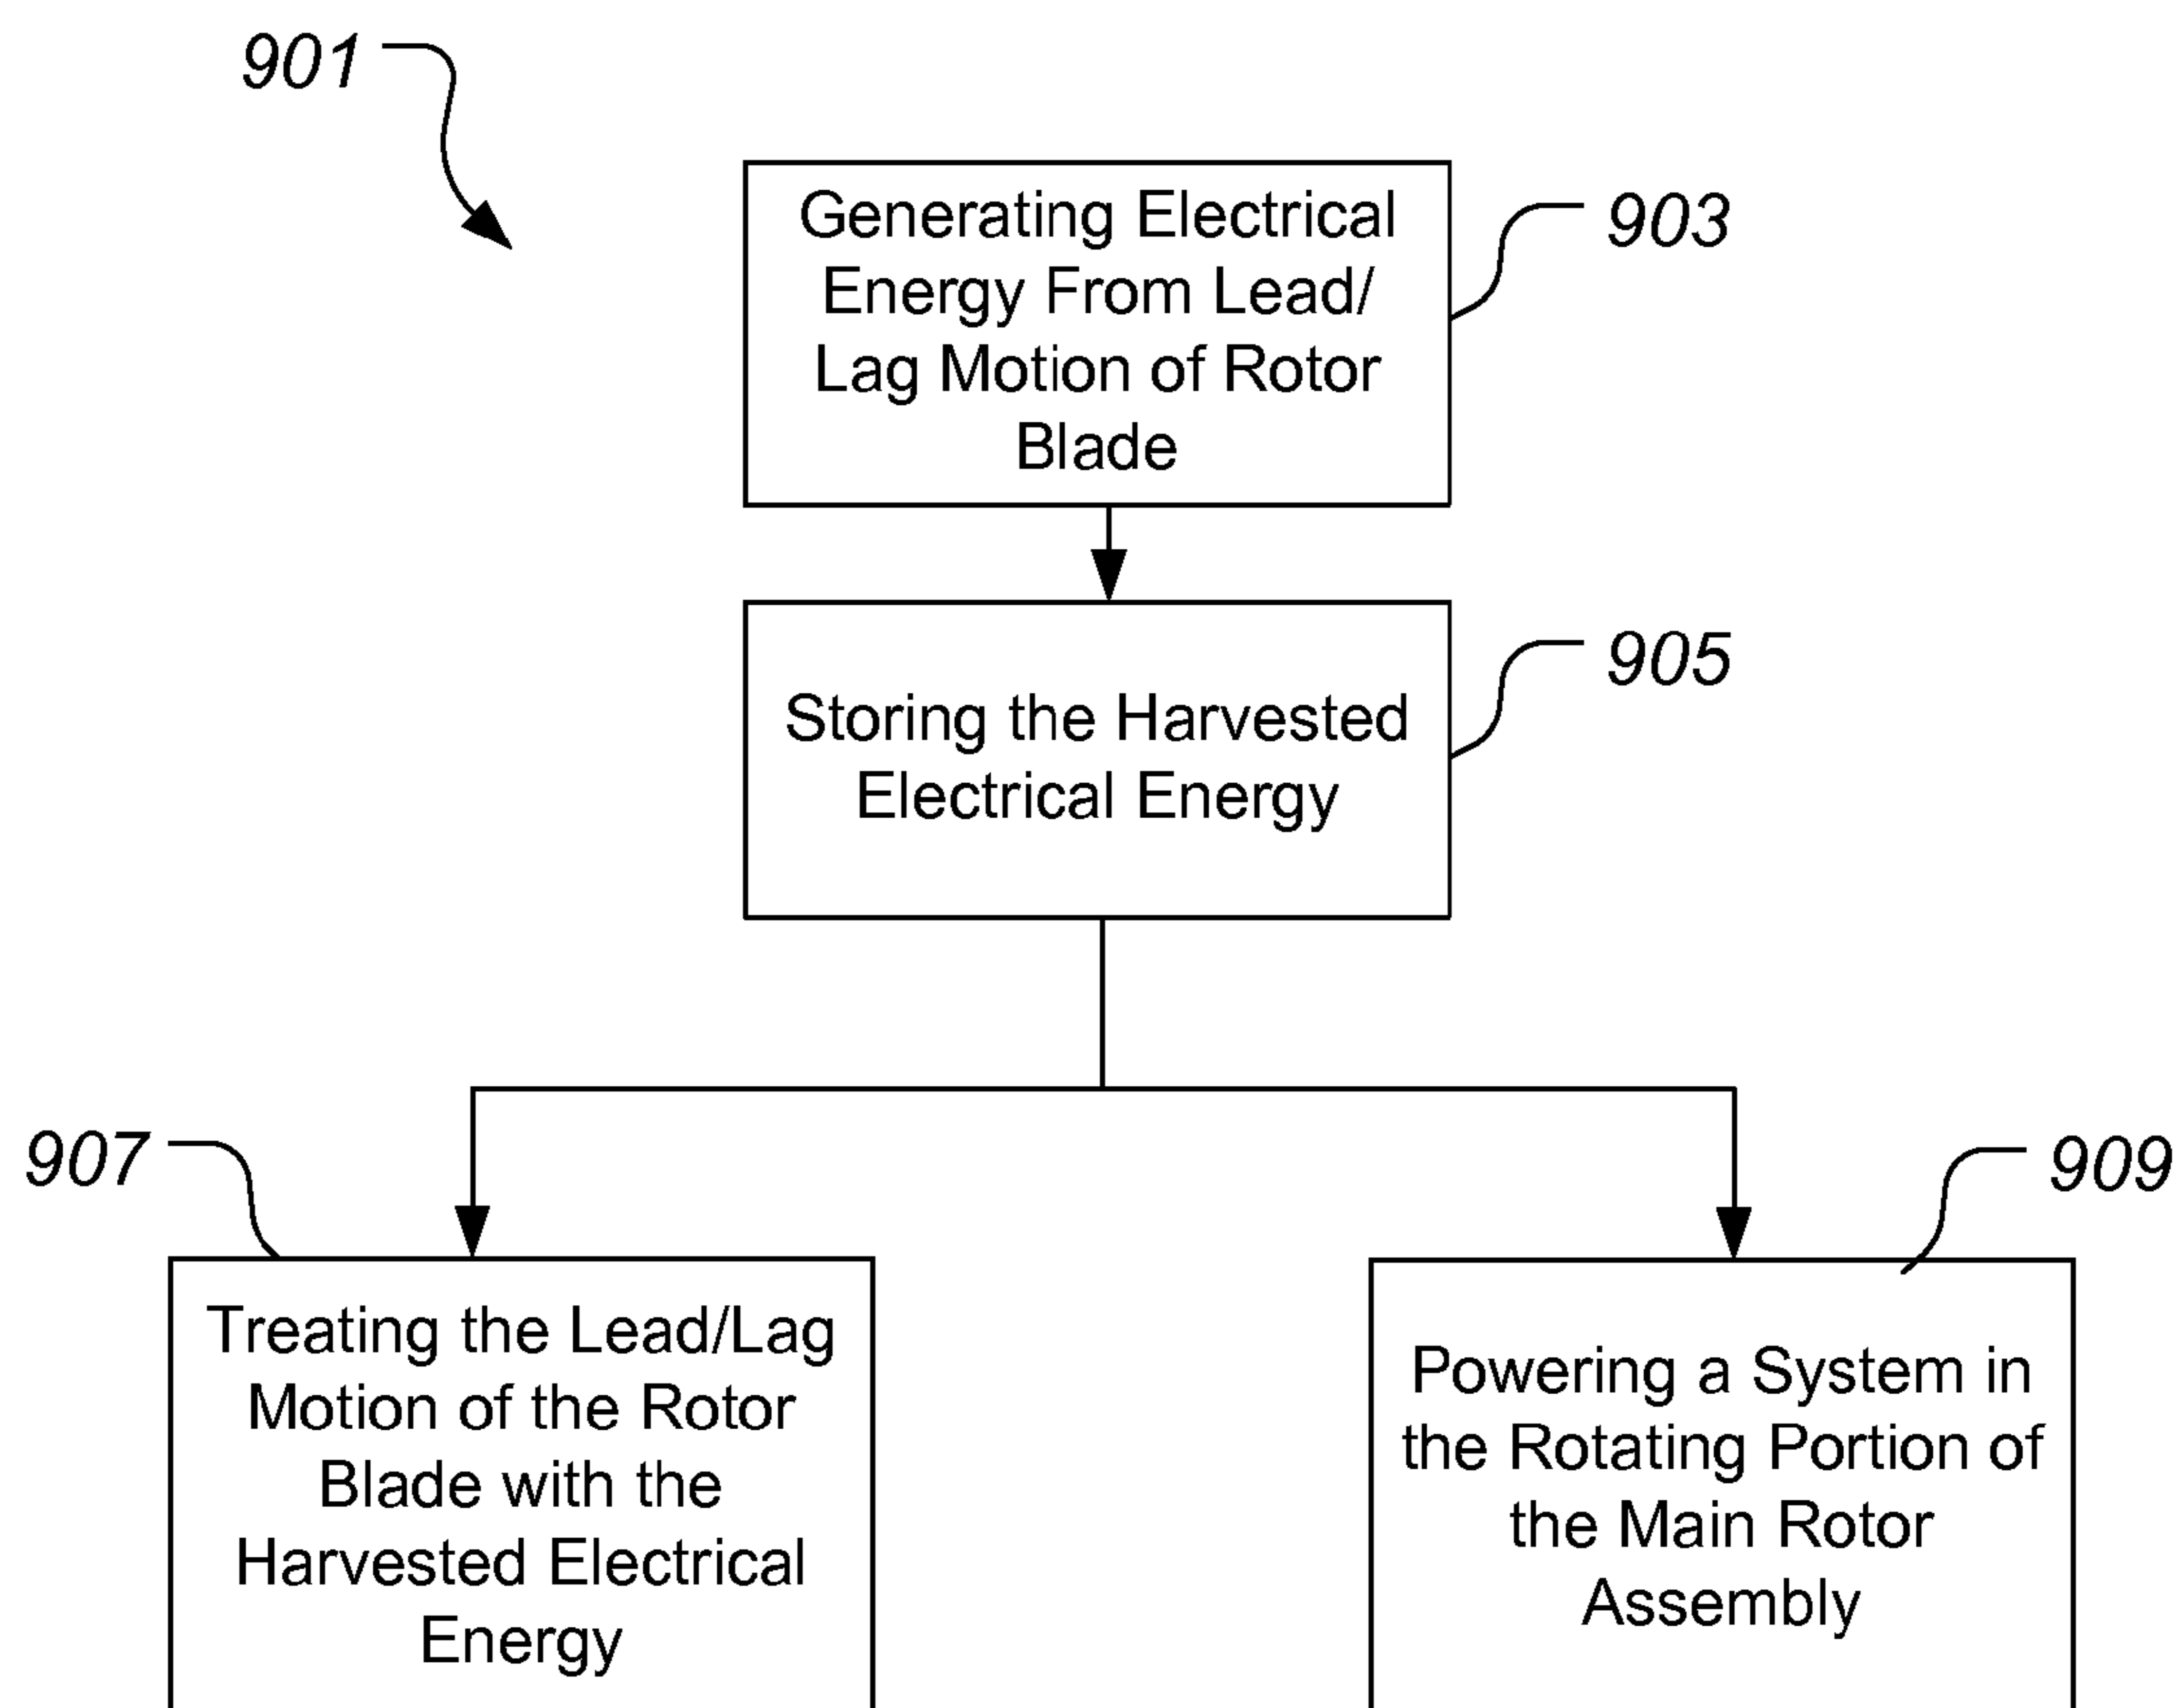 901
Generating Electrical
Energy From Lead/
Lag Motion of Rotor
Blade
903
Storing the Harvested
Electrical Energy
905
907
Treating the Lead/Lag
Motion of the Rotor
Blade with the
Harvested Electrical
Energy
909
Powering a System in
the Rotating Portion of
the Main Rotor
Assembly